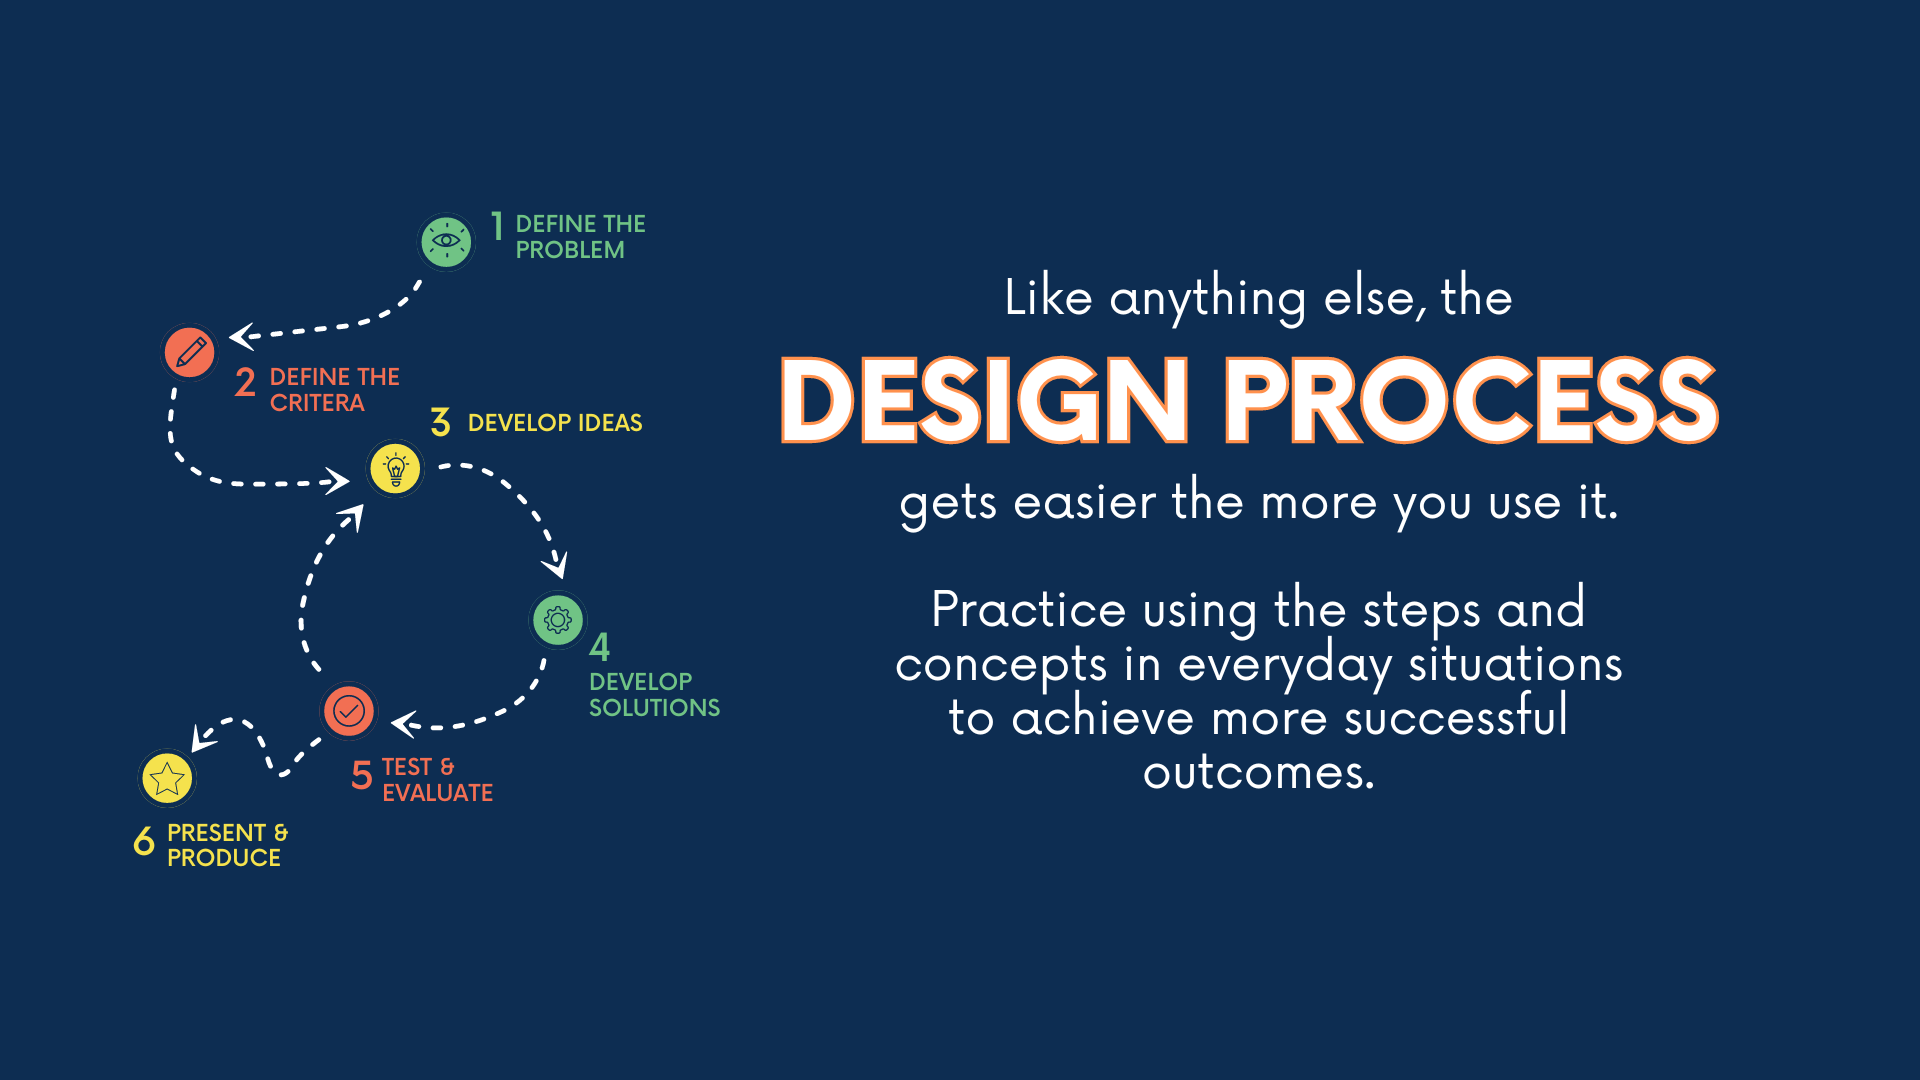 1 DEFINE THE
PROBLEM
2 DEFINE THE
CRITERA
3 DEVELOP IDEAS
4
DEVELOP
SOLUTIONS
5 TEST &
EVALUATE
6 PRESENT &
PRODUCE
Like anything else, the
DESIGN PROCESS
gets easier the more you use it.
Practice using the steps and
concepts in everyday situations
to achieve more successful
outcomes.